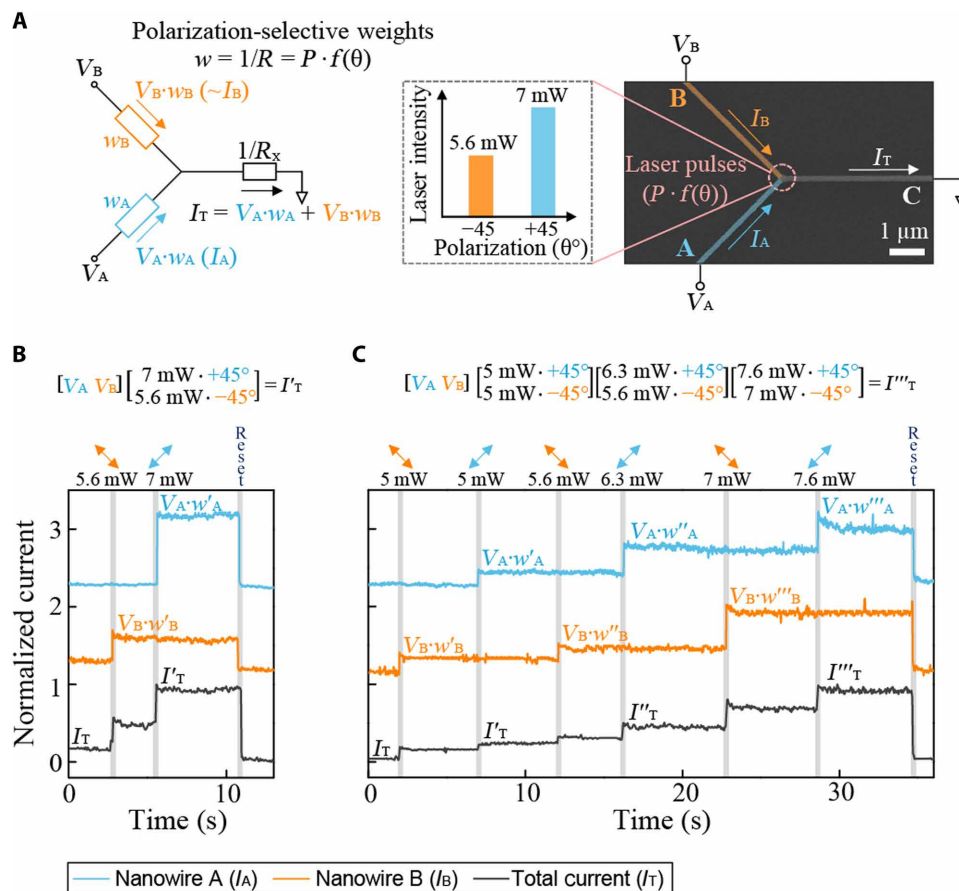 A
Polarization-selective weights
w = 1/R = P · f(θ)
V_B
V_B·w_B (~I_B)
w_B
1/R_x
w_A
I_T = V_A·w_A + V_B·w_B
V_A·w_A (I_A)
V_A
Laser intensity
7 mW
5.6 mW
−45
+45
Polarization (θ°)
V_B
B
I_B
Laser pulses
(P · f(θ))
I_T
C
A
I_A
1 μm
V_A
B
[V_A V_B] [7 mW · +45° 5.6 mW · −45°] = I'_T
Reset
5.6 mW
7 mW
Normalized current
3
2
1
0
V_A·w'_A
V_B·w'_B
I_T
I'_T
0
10
Time (s)
C
[V_A V_B] [5 mW · +45° 5 mW · −45°] [6.3 mW · +45° 5.6 mW · −45°] [7.6 mW · +45° 7 mW · −45°] = I'''_T
Reset
5 mW
5 mW
5.6 mW
6.3 mW
7 mW
7.6 mW
V_A·w'_A
V_A·w''_A
V_A·w'''_A
V_B·w'_B
V_B·w''_B
V_B·w'''_B
I_T
I'_T
I''_T
I'''_T
0
10
20
30
Time (s)
Nanowire A (I_A)
Nanowire B (I_B)
Total current (I_T)